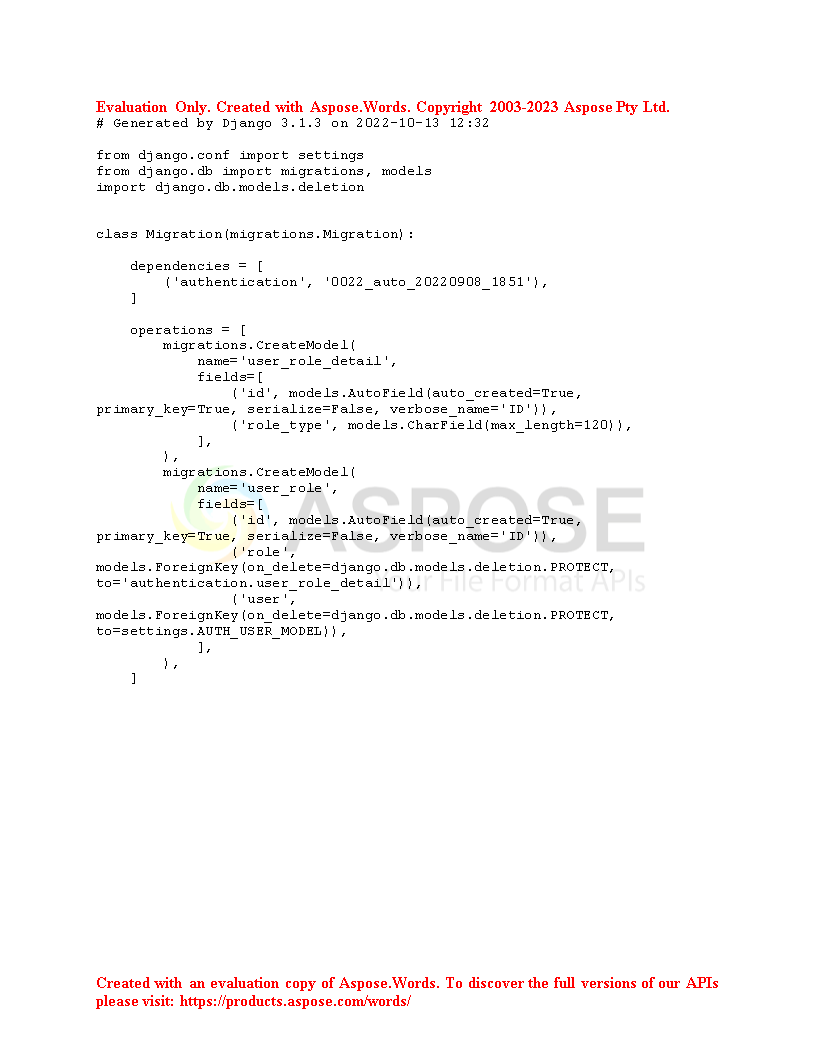 Evaluation Only. Created with Aspose.Words. Copyright 2003-2023 Aspose Pty Ltd.
# Generated by Django 3.1.3 on 2022-10-13 12:32

from django.conf import settings
from django.db import migrations, models
import django.db.models.deletion


class Migration(migrations.Migration):

    dependencies = [
        ('authentication', '0022_auto_20220908_1851'),
    ]

    operations = [
        migrations.CreateModel(
            name='user_role_detail',
            fields=[
                ('id', models.AutoField(auto_created=True,
primary_key=True, serialize=False, verbose_name='ID')),
                ('role_type', models.CharField(max_length=120)),
            ],
        ),
        migrations.CreateModel(
            name='user_role',
            fields=[
                ('id', models.AutoField(auto_created=True,
primary_key=True, serialize=False, verbose_name='ID')),
                ('role',
models.ForeignKey(on_delete=django.db.models.deletion.PROTECT,
to='authentication.user_role_detail')),
                ('user',
models.ForeignKey(on_delete=django.db.models.deletion.PROTECT,
to=settings.AUTH_USER_MODEL)),
            ],
        ),
    ]
ASPOSE
Your File Format APIs
Created with an evaluation copy of Aspose.Words. To discover the full versions of our APIs
please visit: https://products.aspose.com/words/